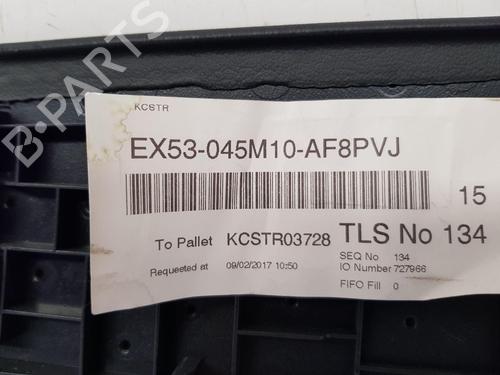 KCSTR
EX53-045M10-AF8PVJ
15
To Pallet KCSTR03728 TLS No 134
Requested at 09/02/2017 10:50
SEQ No 134
IO Number 727966
FIFO Fill 0
B-PARTS